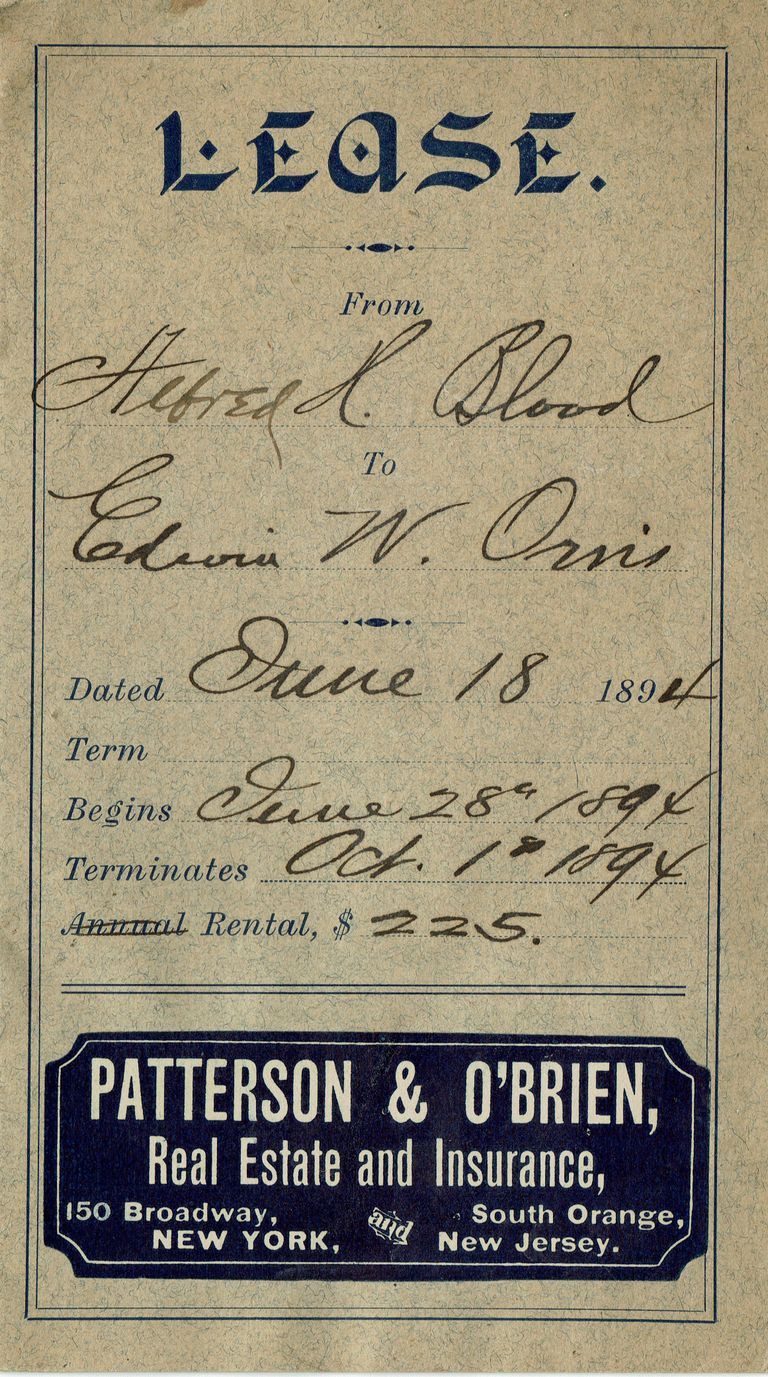 LEASE.
From
Alfred H. Blood
To
Edwin W. Orvis
Dated June 18 1894
Term
Begins June 28th 1894
Terminates Oct. 1st 1894
Annual Rental, $ 225.
PATTERSON & O'BRIEN,
Real Estate and Insurance,
150 Broadway, and South Orange,
NEW YORK, New Jersey.